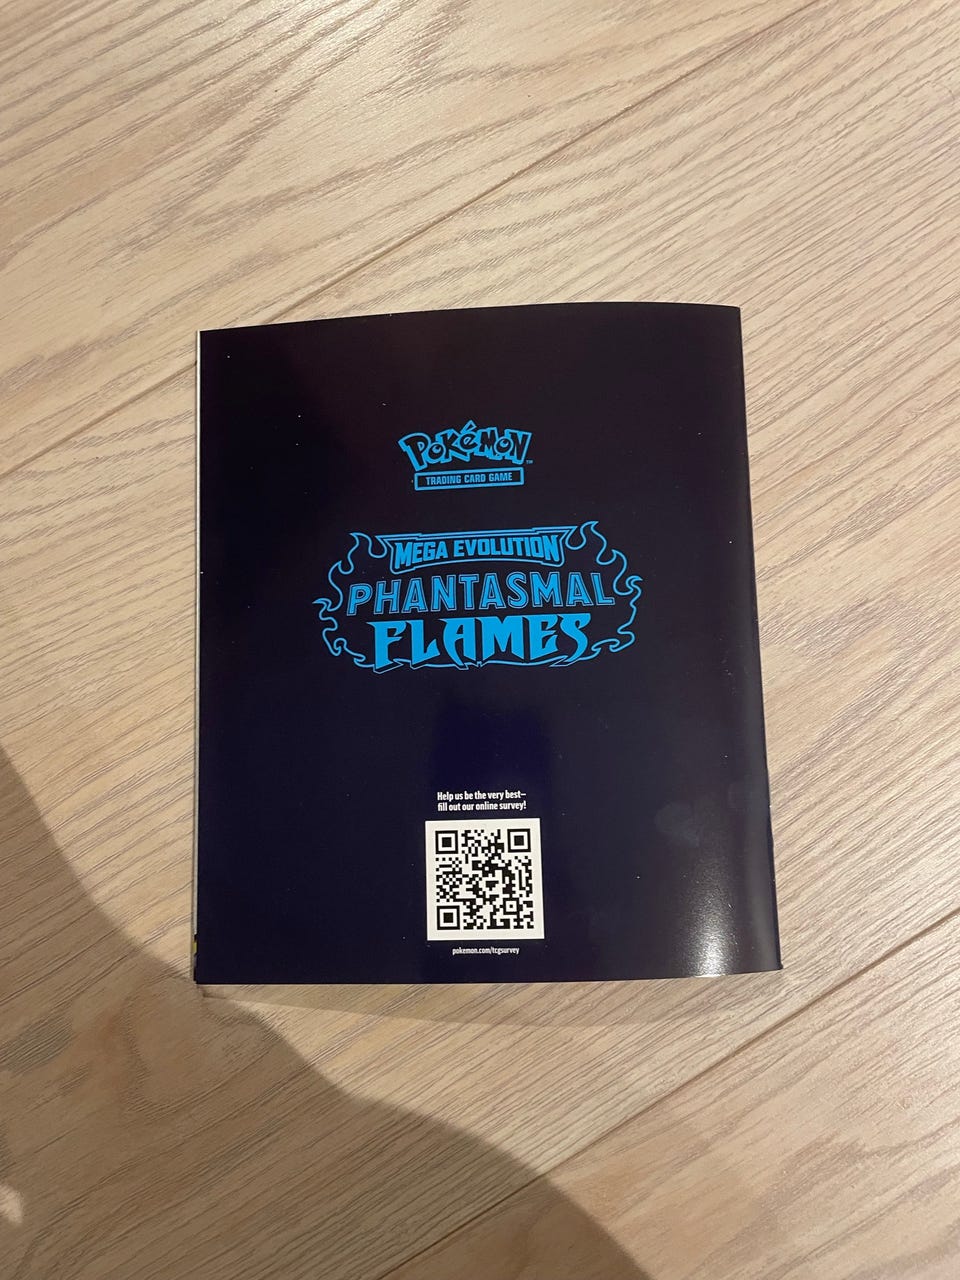 POKéMON™
TRADING CARD GAME
MEGA EVOLUTION
PHANTASMAL
FLAMES
Help us be the very best–
fill out our online survey!
pokemon.com/tcgsurvey